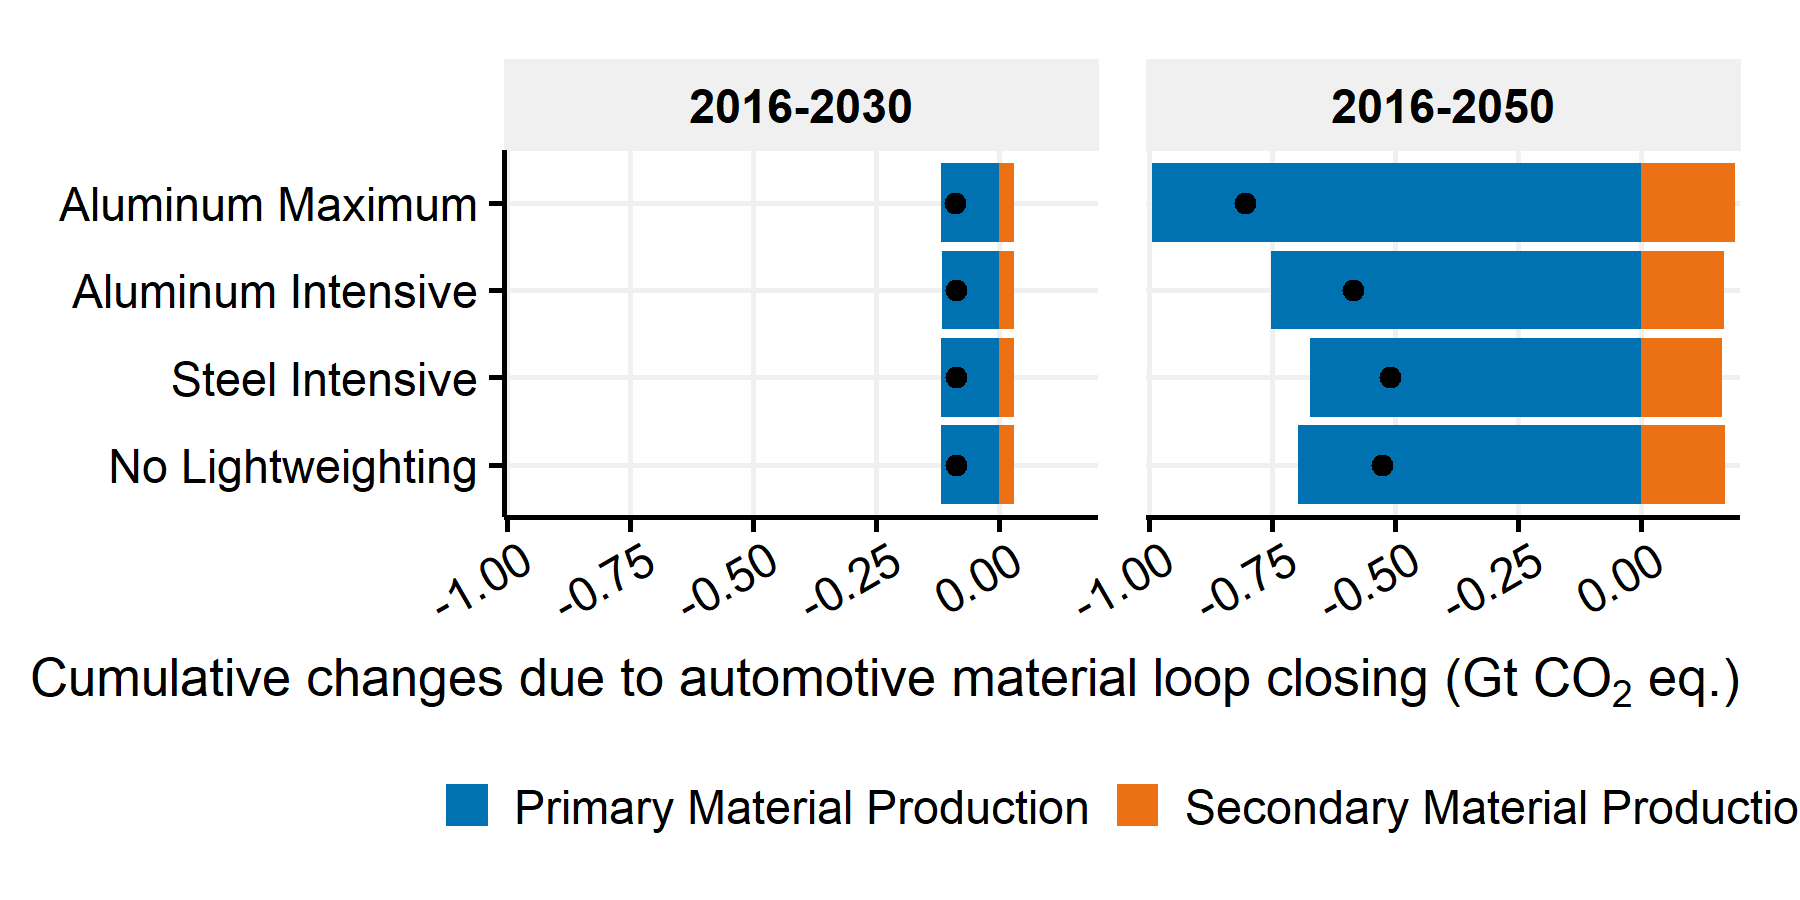 2016-2030 2016-2050
Aluminum Maximum
Aluminum Intensive
Steel Intensive
No Lightweighting
-1.00 -0.75 -0.50 -0.25 0.00 -1.00 -0.75 -0.50 -0.25 0.00
Cumulative changes due to automotive material loop closing (Gt CO₂ eq.)
Primary Material Production Secondary Material Productio